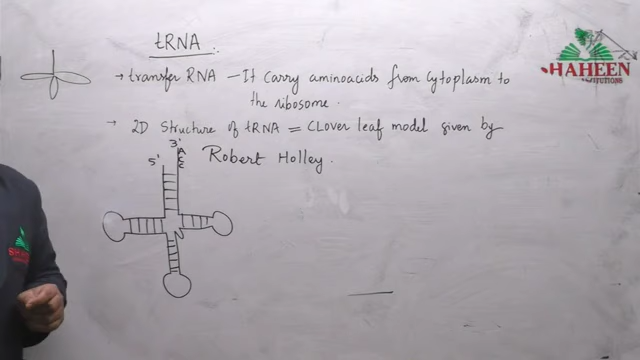 tRNA.
→ transfer RNA – It carry aminoacids from cytoplasm to
the ribosome.
→ 2D Structure of tRNA = Clover leaf model given by
Robert Holley.
3'
5'
A
C
C
SHAHEEN